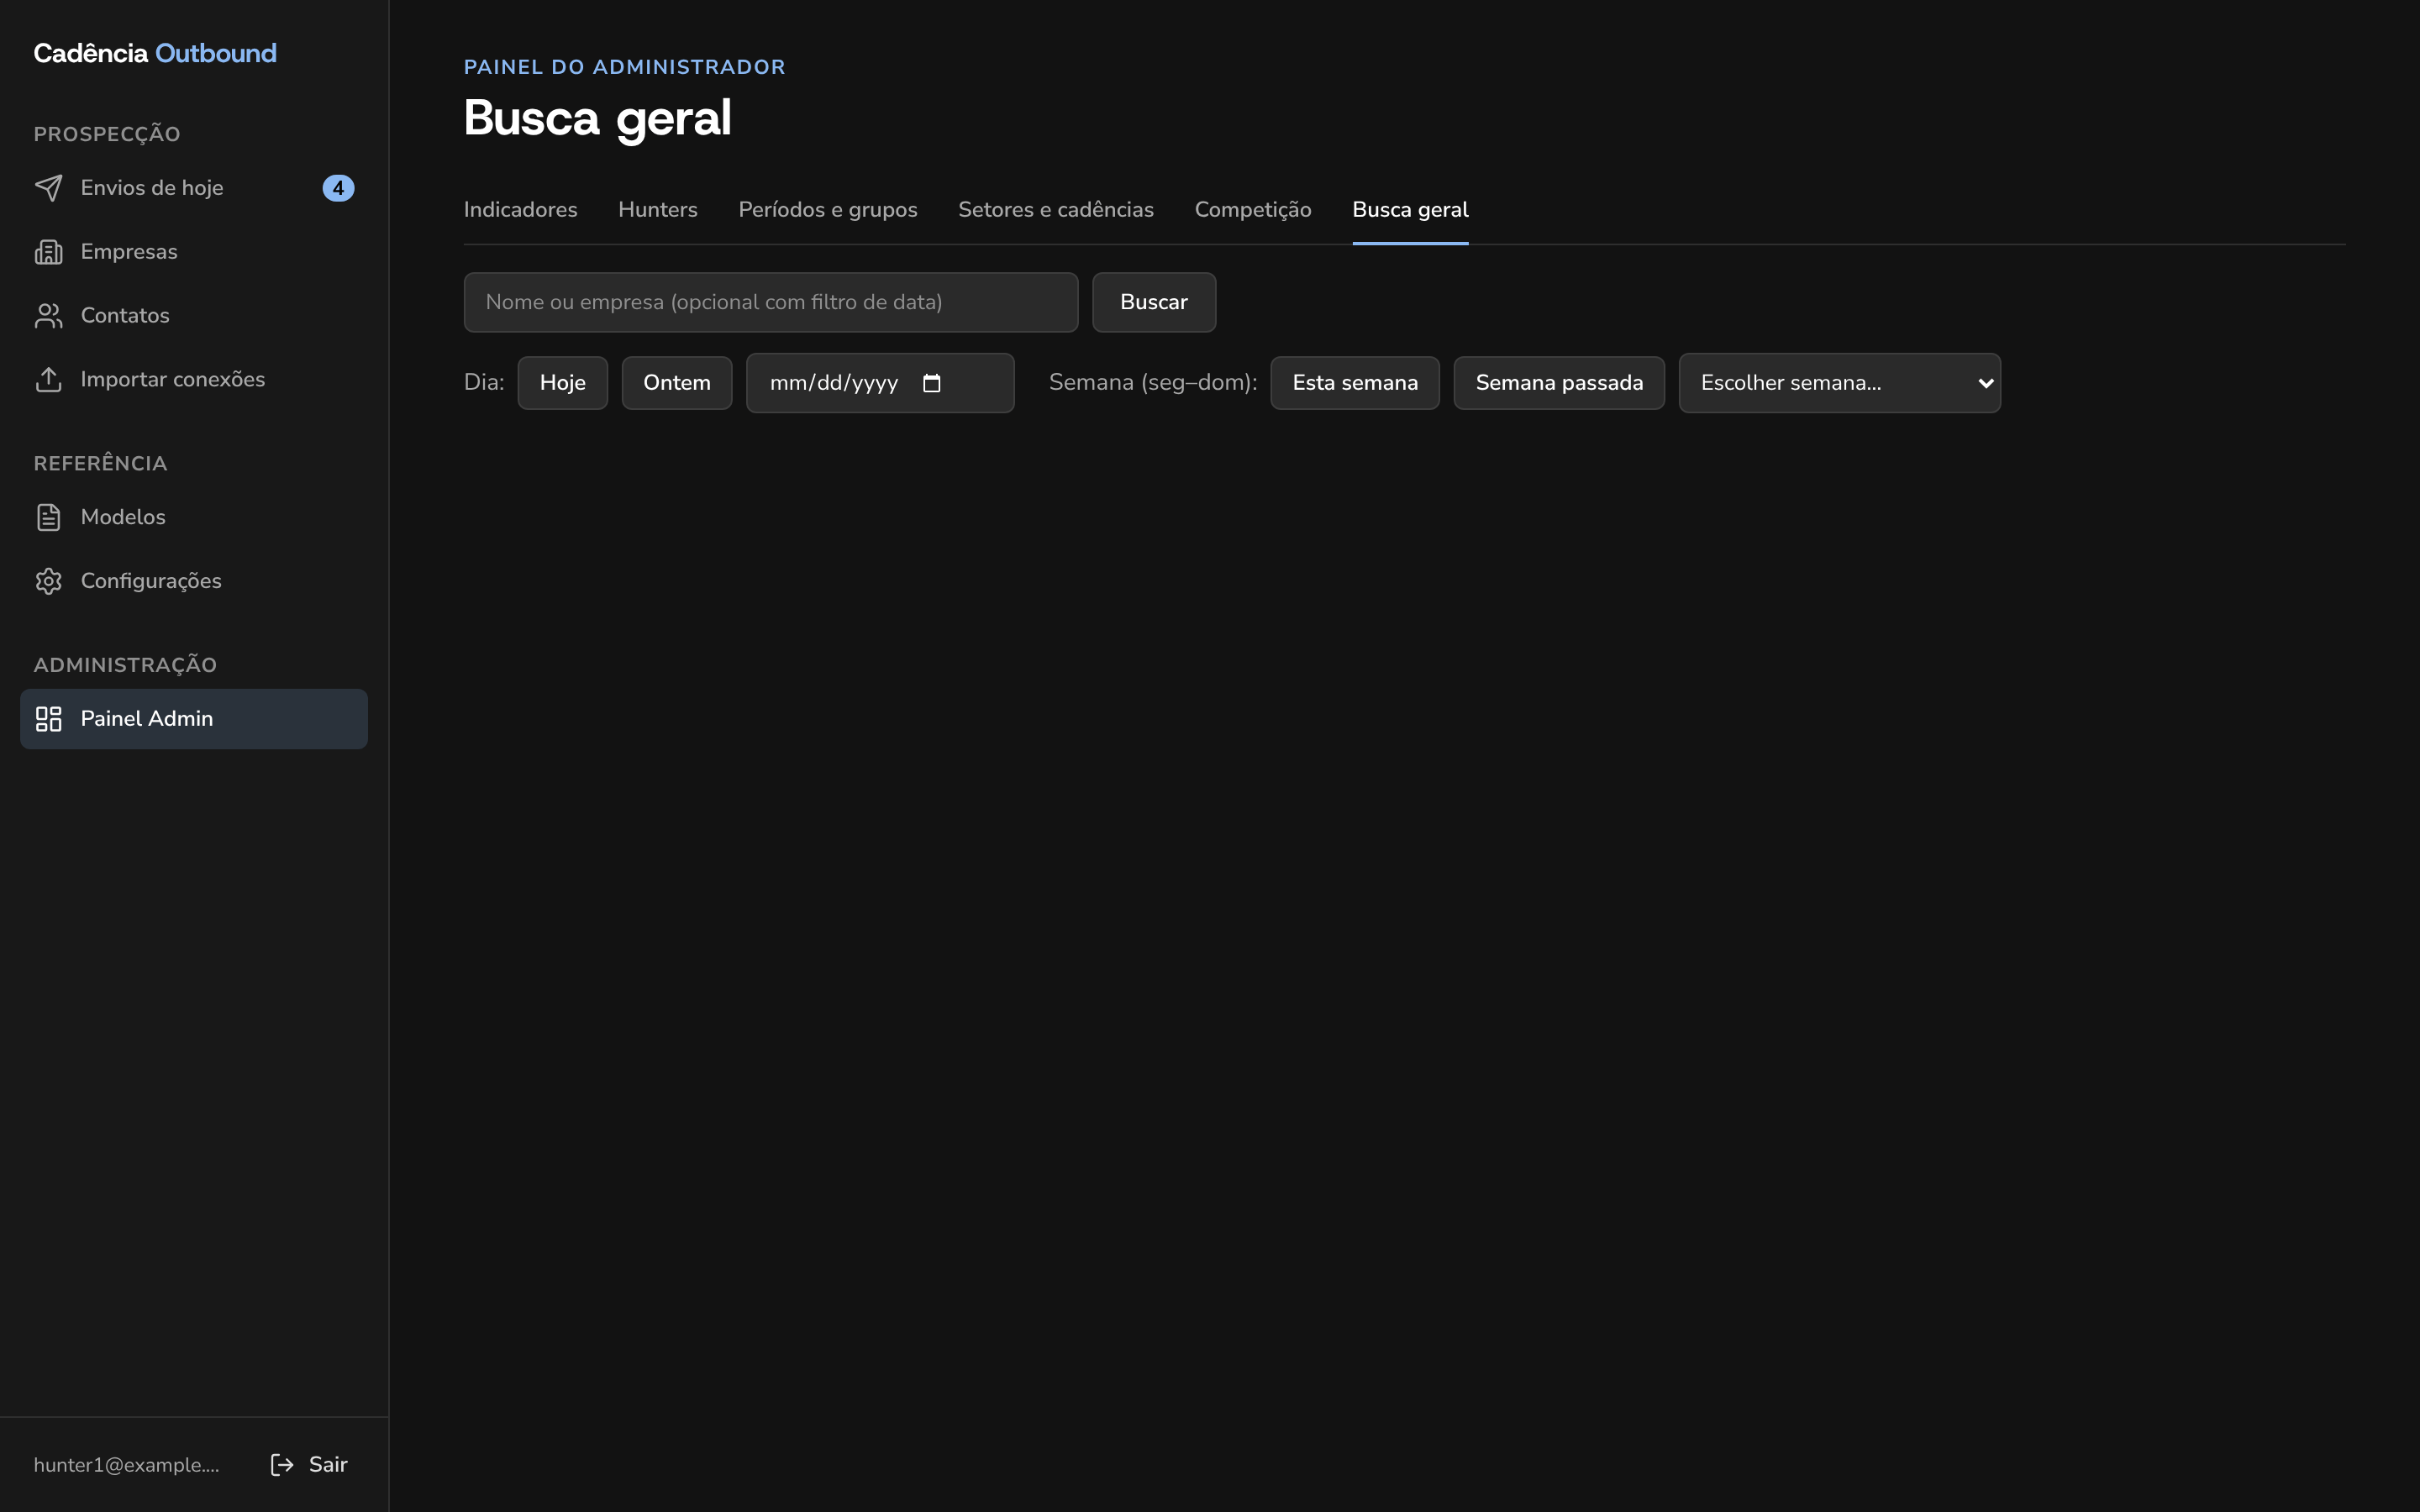 Cadência Outbound
PROSPECÇÃO
Envios de hoje 4
Empresas
Contatos
Importar conexões
REFERÊNCIA
Modelos
Configurações
ADMINISTRAÇÃO
Painel Admin
hunter1@example.... Sair
PAINEL DO ADMINISTRADOR
Busca geral
Indicadores Hunters Períodos e grupos Setores e cadências Competição Busca geral
Nome ou empresa (opcional com filtro de data) Buscar
Dia: Hoje Ontem mm/dd/yyyy Semana (seg–dom): Esta semana Semana passada Escolher semana...